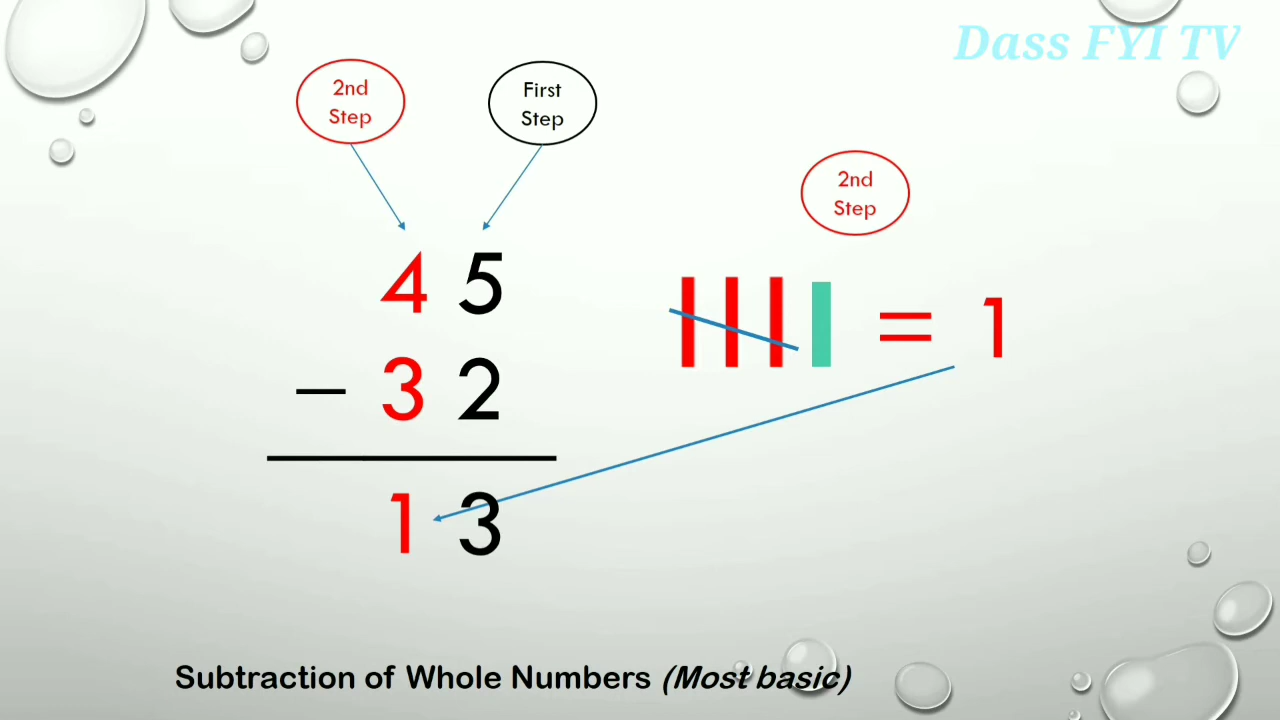 Dass FYI TV
2nd
Step
First
Step
2nd
Step
4 5
− 3 2
1 3
= 1
Subtraction of Whole Numbers (Most basic)